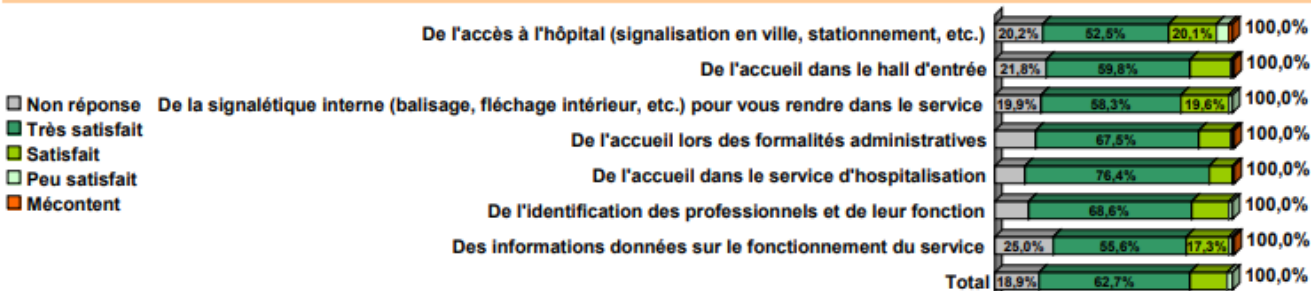 De l'accès à l'hôpital (signalisation en ville, stationnement, etc.) 20,2% 52,5% 20,1% 100,0%
De l'accueil dans le hall d'entrée 21,8% 59,8% 100,0%
Non réponse De la signalétique interne (balisage, fléchage intérieur, etc.) pour vous rendre dans le service 19,9% 58,3% 19,6% 100,0%
Très satisfait
De l'accueil lors des formalités administratives 67,5% 100,0%
Satisfait
Peu satisfait De l'accueil dans le service d'hospitalisation 76,4% 100,0%
Mécontent
De l'identification des professionnels et de leur fonction 68,6% 100,0%
Des informations données sur le fonctionnement du service 25,0% 55,6% 17,3% 100,0%
Total 18,9% 62,7% 100,0%